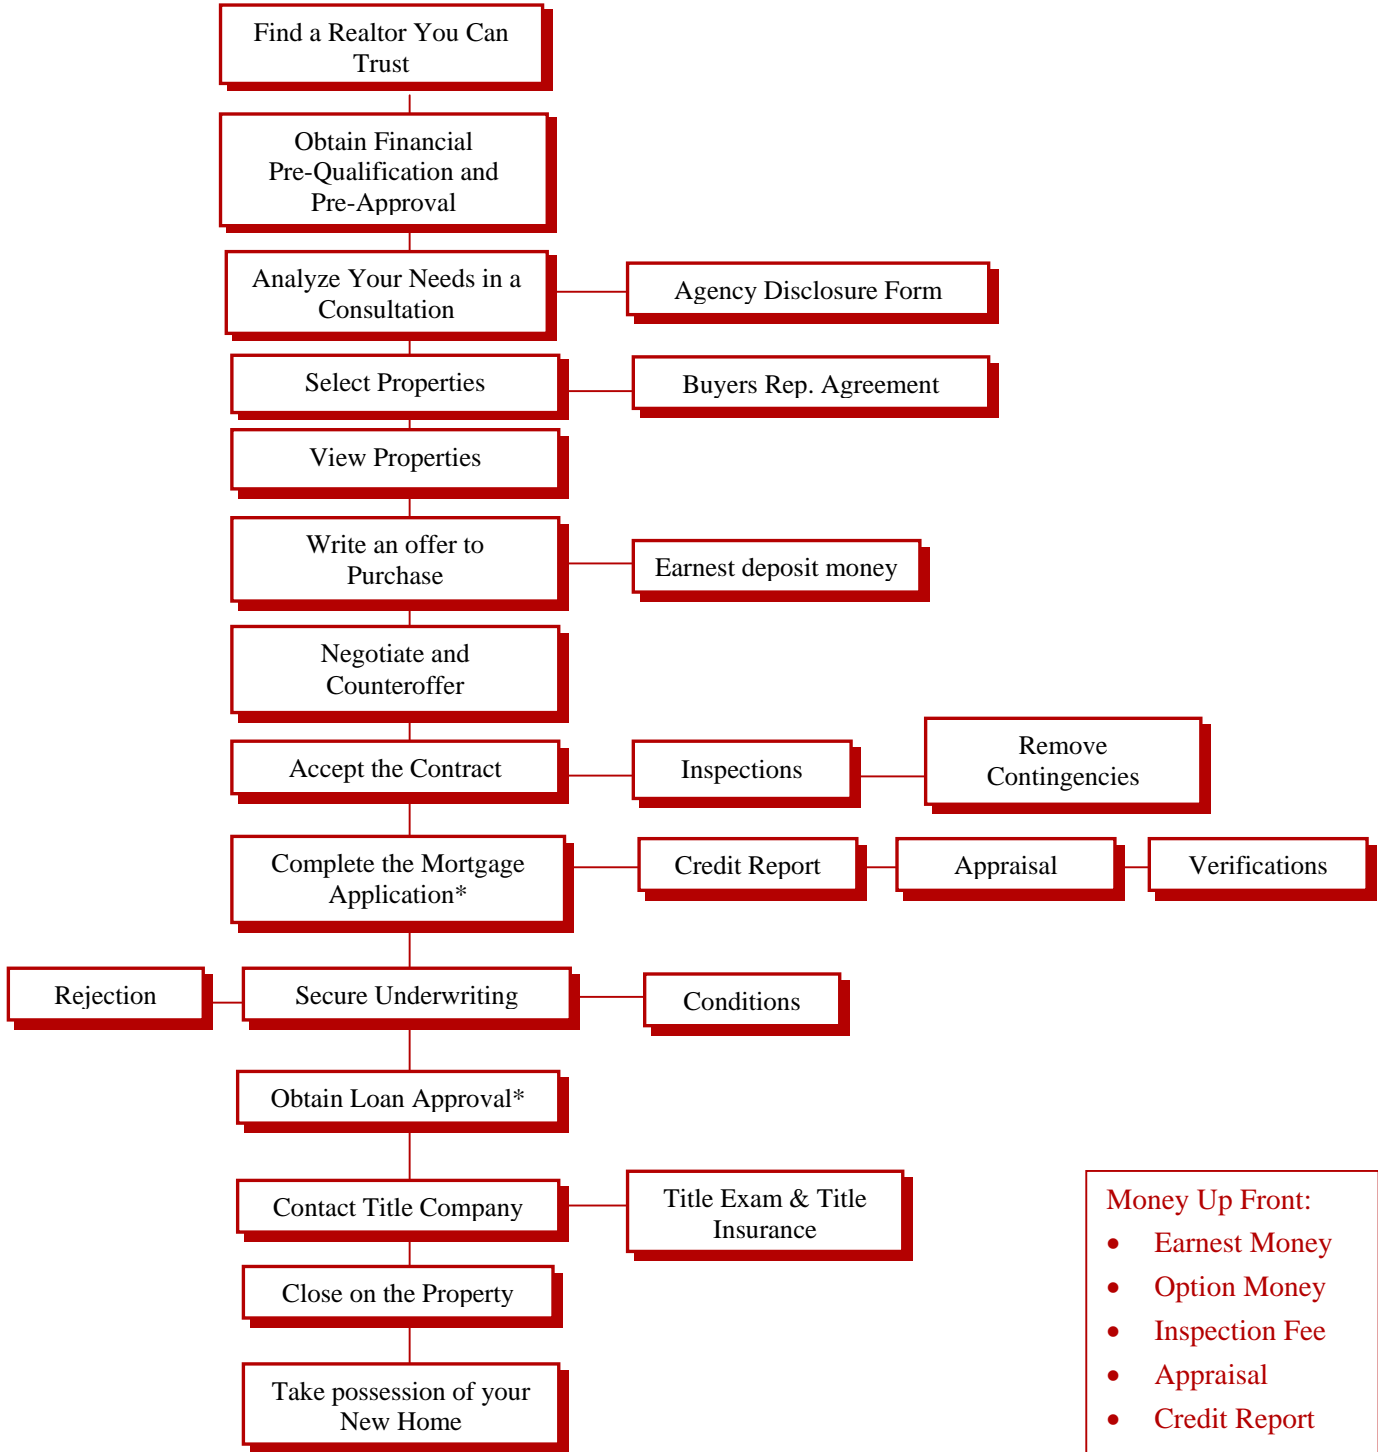 Find a Realtor You Can
Trust
Obtain Financial
Pre-Qualification and
Pre-Approval
Analyze Your Needs in a
Consultation
Agency Disclosure Form
Select Properties
Buyers Rep. Agreement
View Properties
Write an offer to
Purchase
Earnest deposit money
Negotiate and
Counteroffer
Accept the Contract
Inspections
Remove
Contingencies
Complete the Mortgage
Application*
Credit Report
Appraisal
Verifications
Rejection
Secure Underwriting
Conditions
Obtain Loan Approval*
Contact Title Company
Title Exam & Title
Insurance
Close on the Property
Take possession of your
New Home
Money Up Front:
• Earnest Money
• Option Money
• Inspection Fee
• Appraisal
• Credit Report